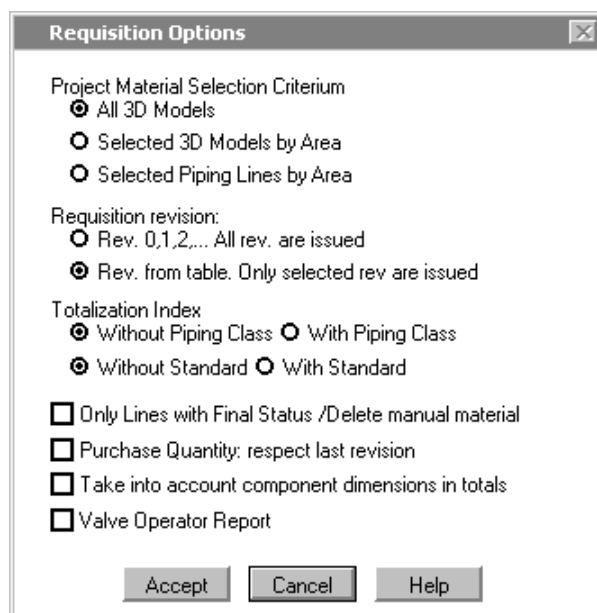 Requisition Options
Project Material Selection Criterium
All 3D Models
Selected 3D Models by Area
Selected Piping Lines by Area
Requisition revision:
Rev. 0,1,2,... All rev. are issued
Rev. from table. Only selected rev are issued
Totalization Index
Without Piping Class With Piping Class
Without Standard With Standard
Only Lines with Final Status /Delete manual material
Purchase Quantity: respect last revision
Take into account component dimensions in totals
Valve Operator Report
Accept Cancel Help